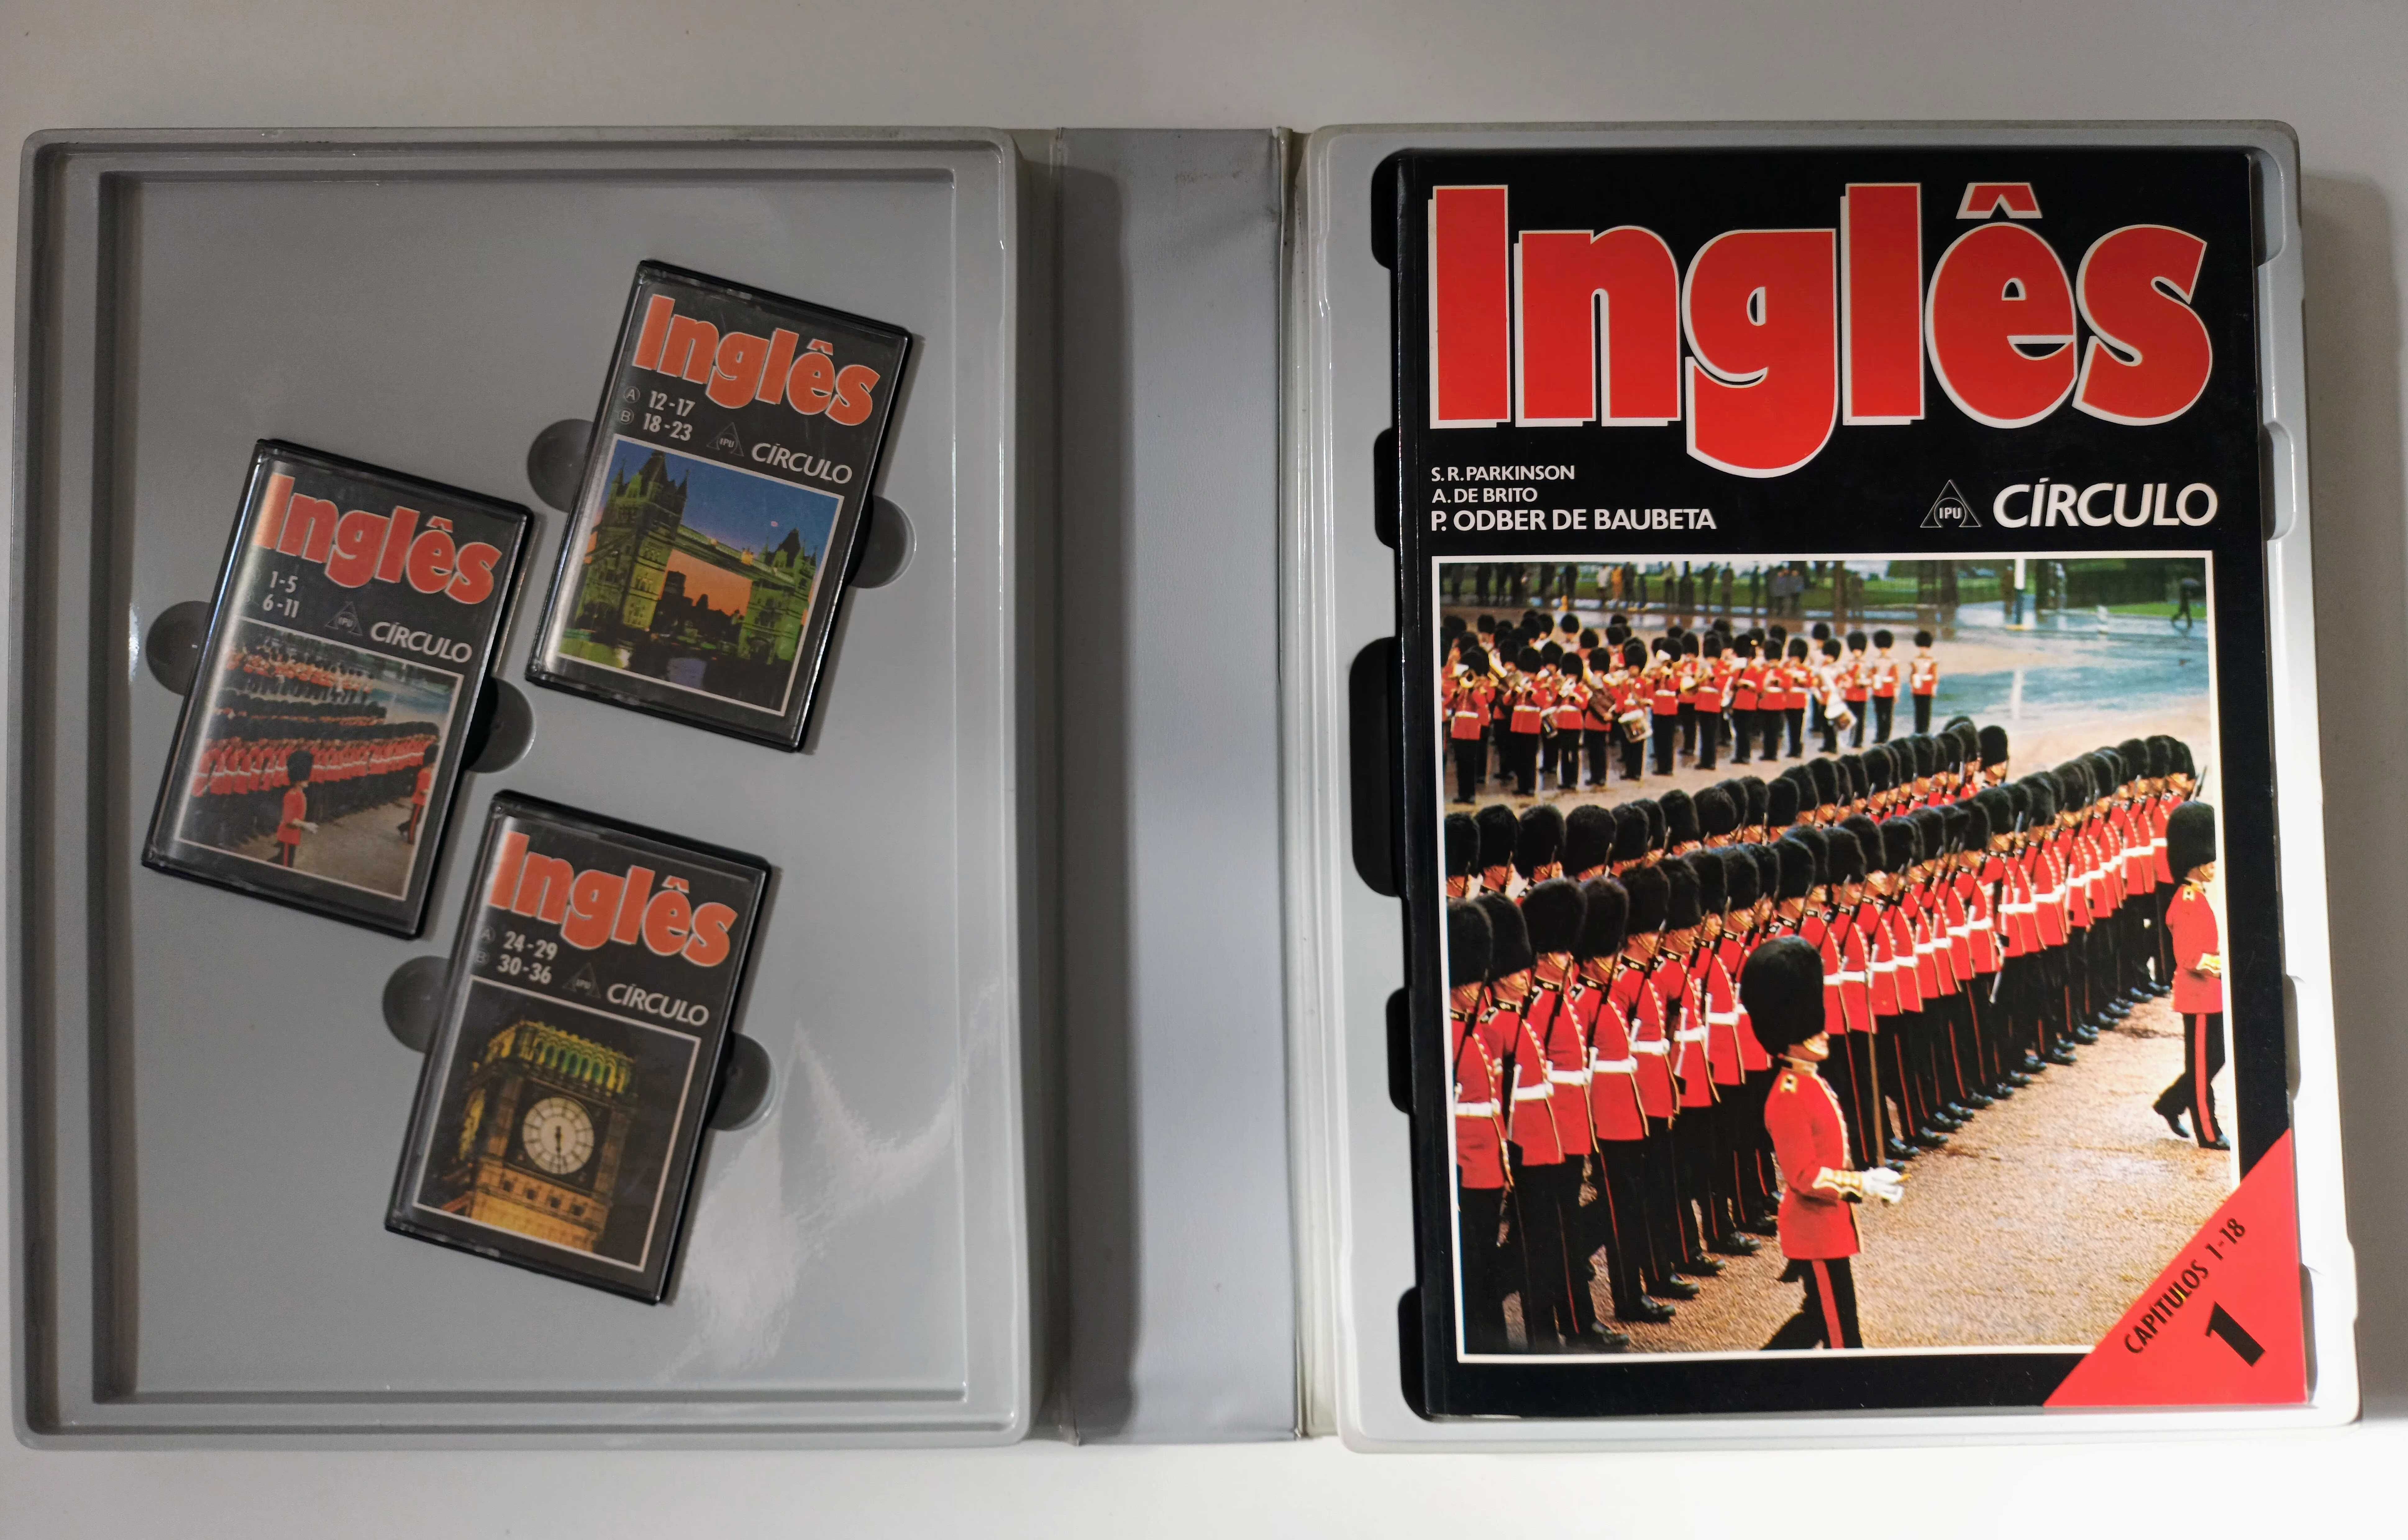 Inglês
1-5
6-11
IPU CÍRCULO
Inglês
A 12-17
B 18-23
IPU CÍRCULO
Inglês
A 24-29
B 30-36
IPU CÍRCULO
Inglês
S. R. PARKINSON
A. DE BRITO
P. ODBER DE BAUBETA
IPU CÍRCULO
CAPITULOS 1-18
1